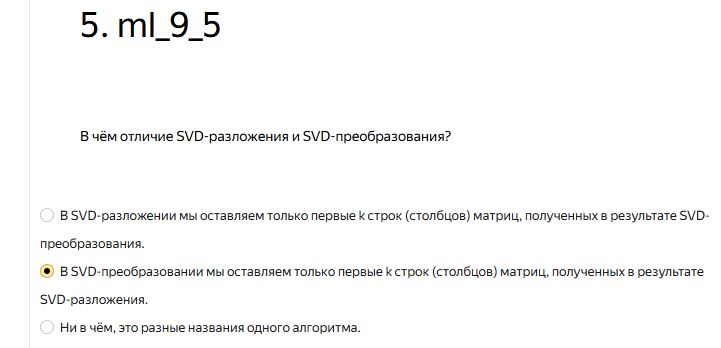 5. ml_9_5
В чём отличие SVD-разложения и SVD-преобразования?
В SVD-разложении мы оставляем только первые k строк (столбцов) матриц, полученных в результате SVD-
преобразования.
В SVD-преобразовании мы оставляем только первые k строк (столбцов) матриц, полученных в результате
SVD-разложения.
Ни в чём, это разные названия одного алгоритма.